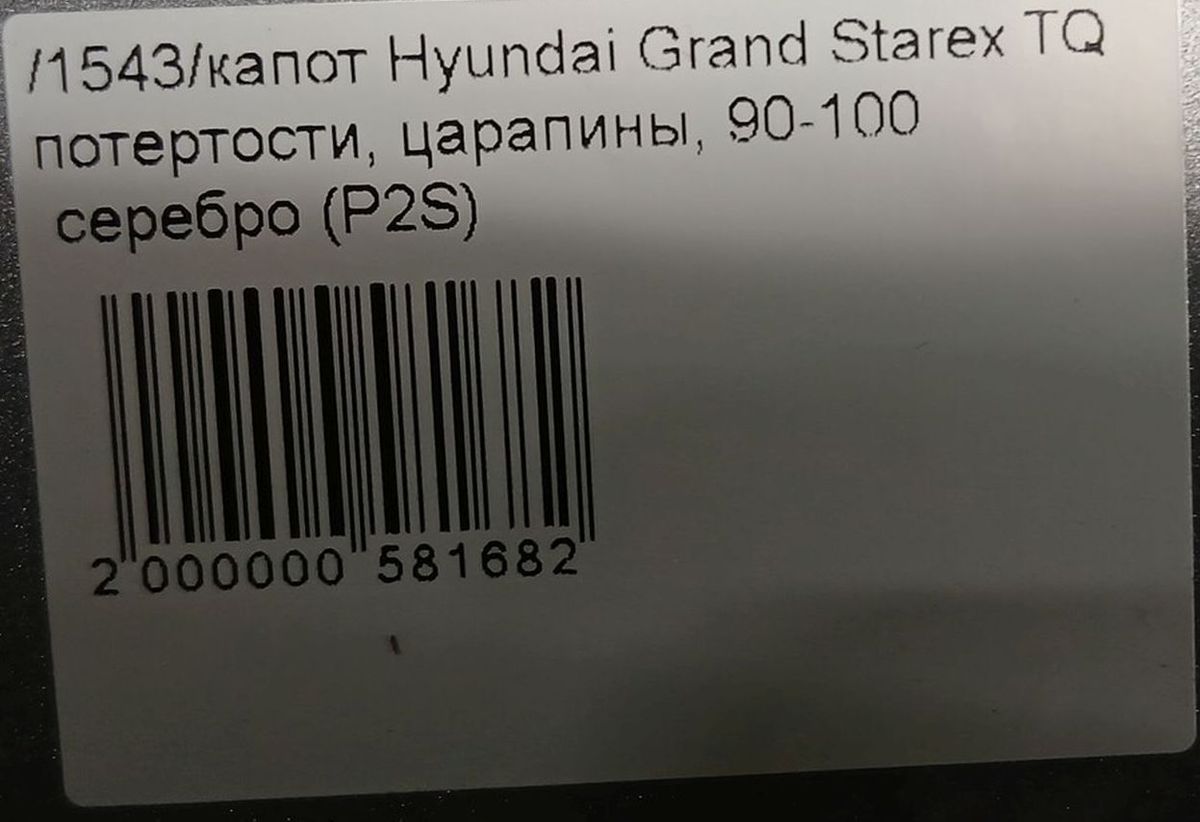 /1543/капот Hyundai Grand Starex TQ
потертости, царапины, 90-100
серебро (P2S)
2 000000 581682